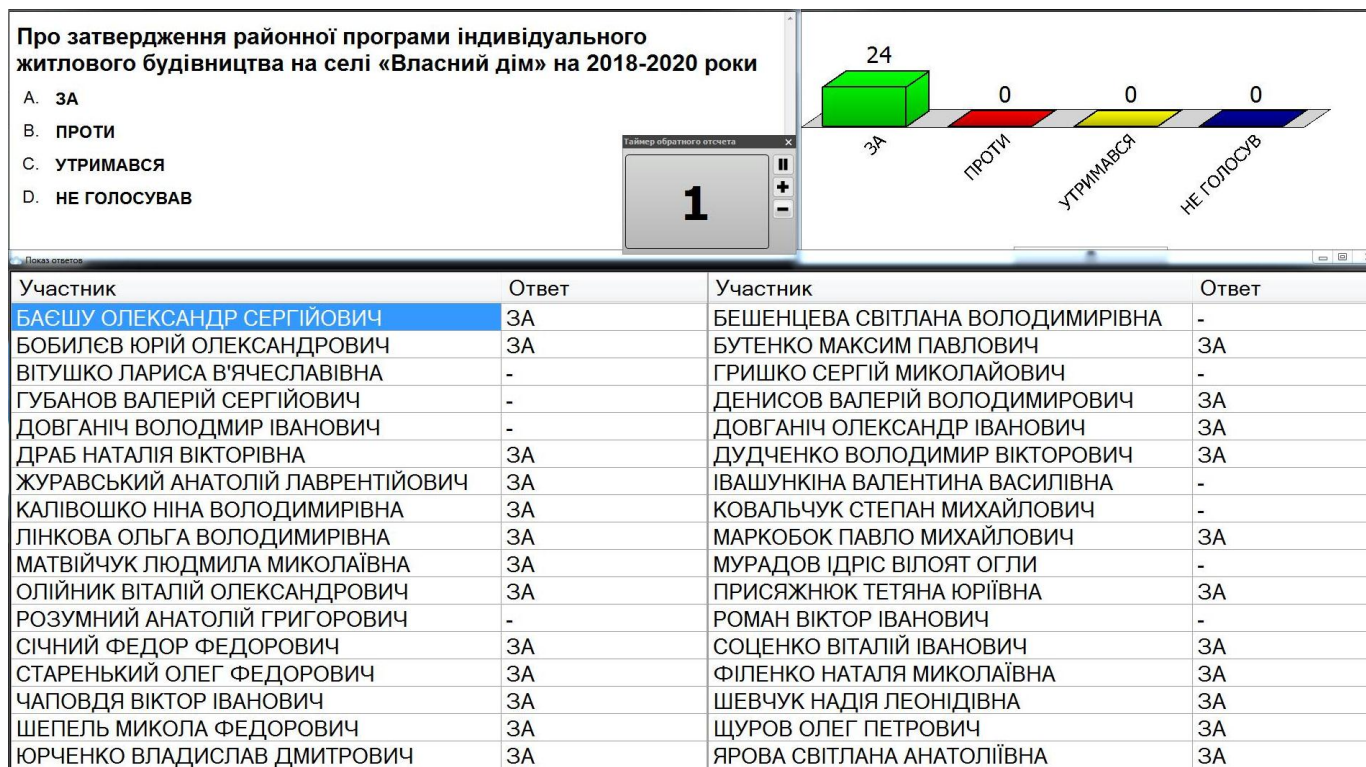 Про затвердження районної програми індивідуального
житлового будівництва на селі «Власний дім» на 2018-2020 роки
A. ЗА
B. ПРОТИ
C. УТРИМАВСЯ
D. НЕ ГОЛОСУВАВ
Таймер обратного отсчета
1
24
0
0
0
ЗА
ПРОТИ
УТРИМАВСЯ
НЕ ГОЛОСУВ
Показ ответов
Участник Ответ Участник Ответ
БАЄШУ ОЛЕКСАНДР СЕРГІЙОВИЧ ЗА БЕШЕНЦЕВА СВІТЛАНА ВОЛОДИМИРІВНА -
БОБИЛЄВ ЮРІЙ ОЛЕКСАНДРОВИЧ ЗА БУТЕНКО МАКСИМ ПАВЛОВИЧ ЗА
ВІТУШКО ЛАРИСА В'ЯЧЕСЛАВІВНА - ГРИШКО СЕРГІЙ МИКОЛАЙОВИЧ -
ГУБАНОВ ВАЛЕРІЙ СЕРГІЙОВИЧ - ДЕНИСОВ ВАЛЕРІЙ ВОЛОДИМИРОВИЧ ЗА
ДОВГАНІЧ ВОЛОДМИР ІВАНОВИЧ - ДОВГАНІЧ ОЛЕКСАНДР ІВАНОВИЧ ЗА
ДРАБ НАТАЛІЯ ВІКТОРІВНА ЗА ДУДЧЕНКО ВОЛОДИМИР ВІКТОРОВИЧ ЗА
ЖУРАВСЬКИЙ АНАТОЛІЙ ЛАВРЕНТІЙОВИЧ ЗА ІВАШУНКІНА ВАЛЕНТИНА ВАСИЛІВНА -
КАЛІВОШКО НІНА ВОЛОДИМИРІВНА ЗА КОВАЛЬЧУК СТЕПАН МИХАЙЛОВИЧ -
ЛІНКОВА ОЛЬГА ВОЛОДИМИРІВНА ЗА МАРКОБОК ПАВЛО МИХАЙЛОВИЧ ЗА
МАТВІЙЧУК ЛЮДМИЛА МИКОЛАЇВНА ЗА МУРАДОВ ІДРІС ВІЛОЯТ ОГЛИ -
ОЛІЙНИК ВІТАЛІЙ ОЛЕКСАНДРОВИЧ ЗА ПРИСЯЖНЮК ТЕТЯНА ЮРІЇВНА ЗА
РОЗУМНИЙ АНАТОЛІЙ ГРИГОРОВИЧ - РОМАН ВІКТОР ІВАНОВИЧ -
СІЧНИЙ ФЕДОР ФЕДОРОВИЧ ЗА СОЦЕНКО ВІТАЛІЙ ІВАНОВИЧ ЗА
СТАРЕНЬКИЙ ОЛЕГ ФЕДОРОВИЧ ЗА ФІЛЕНКО НАТАЛЯ МИКОЛАЇВНА ЗА
ЧАПОВДЯ ВІКТОР ІВАНОВИЧ ЗА ШЕВЧУК НАДІЯ ЛЕОНІДІВНА ЗА
ШЕПЕЛЬ МИКОЛА ФЕДОРОВИЧ ЗА ЩУРОВ ОЛЕГ ПЕТРОВИЧ ЗА
ЮРЧЕНКО ВЛАДИСЛАВ ДМИТРОВИЧ ЗА ЯРОВА СВІТЛАНА АНАТОЛІЇВНА ЗА